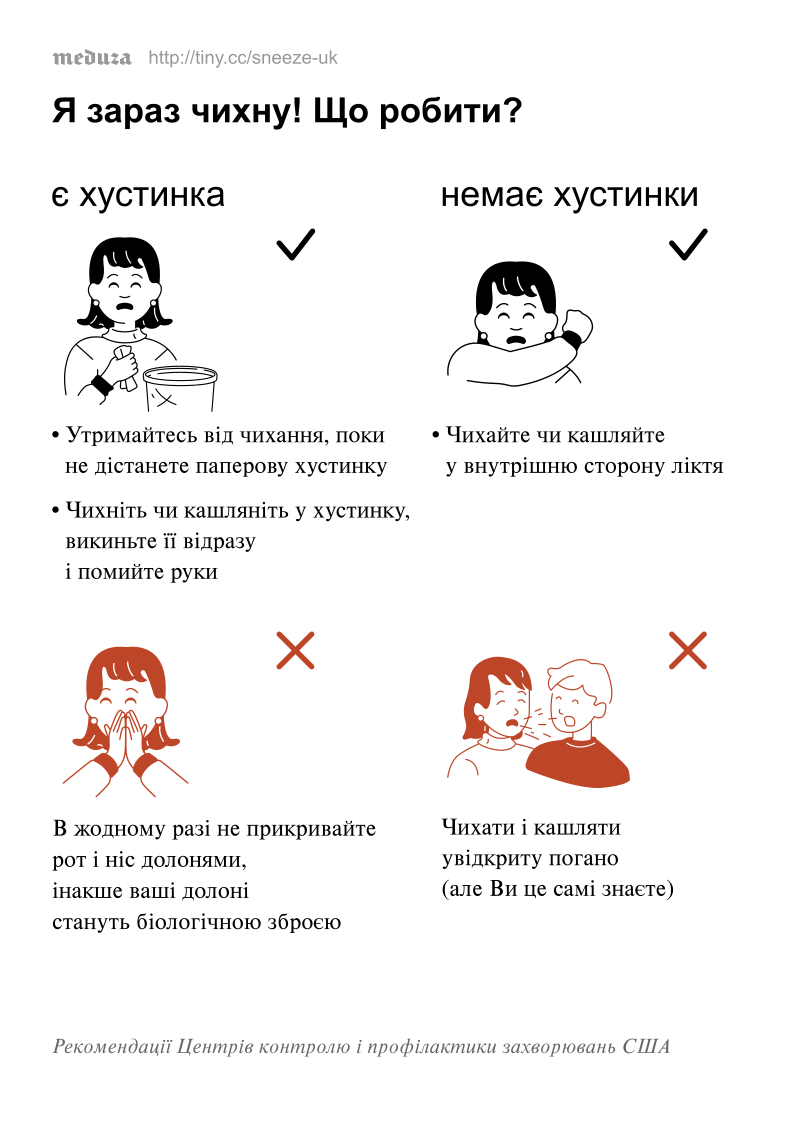 meduza http://tiny.cc/sneeze-uk
Я зараз чихну! Що робити?
є хустинка
• Утримайтесь від чихання, поки
не дістанете паперову хустинку
• Чихніть чи кашляніть у хустинку,
викиньте її відразу
і помийте руки
немає хустинки
• Чихайте чи кашляйте
у внутрішню сторону ліктя
В жодному разі не прикривайте
рот і ніс долонями,
інакше ваші долоні
стануть біологічною зброєю
Чихати і кашляти
увідкриту погано
(але Ви це самі знаєте)
Рекомендації Центрів контролю і профілактики захворювань США